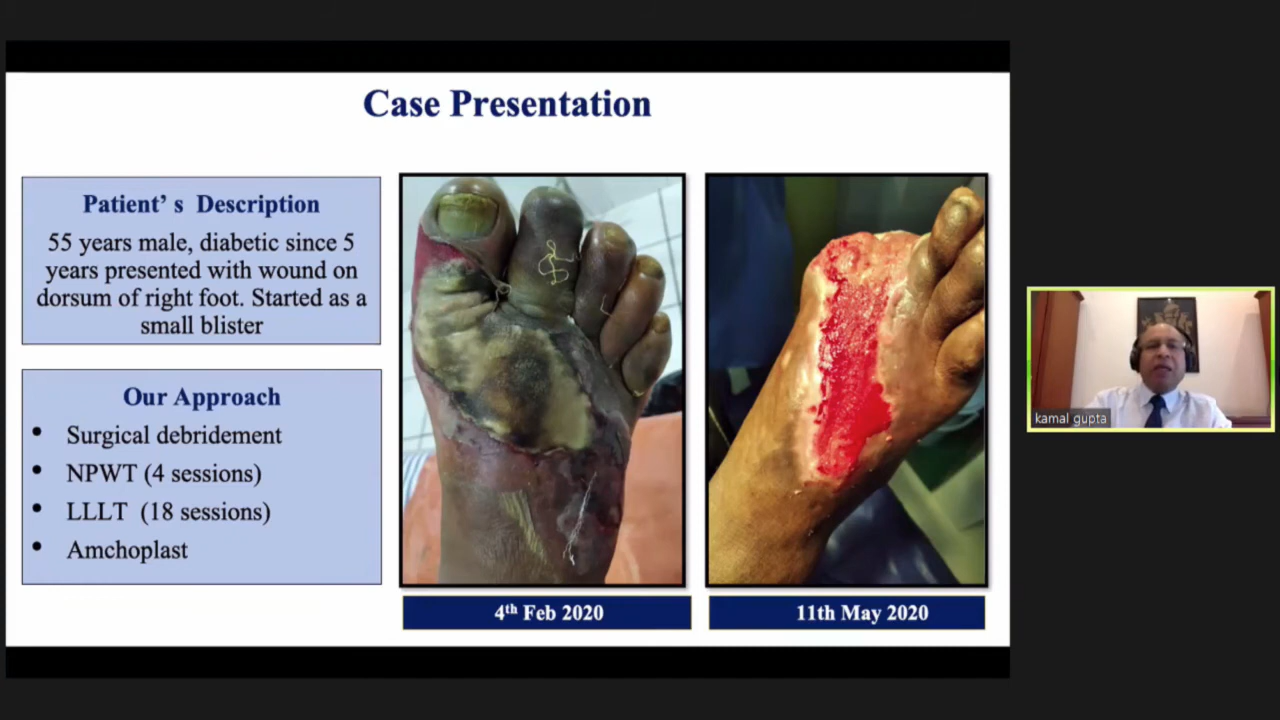 Case Presentation
Patient’ s Description
55 years male, diabetic since 5
years presented with wound on
dorsum of right foot. Started as a
small blister
Our Approach
• Surgical debridement
• NPWT (4 sessions)
• LLLT (18 sessions)
• Amchoplast
4th Feb 2020
11th May 2020
kamal gupta